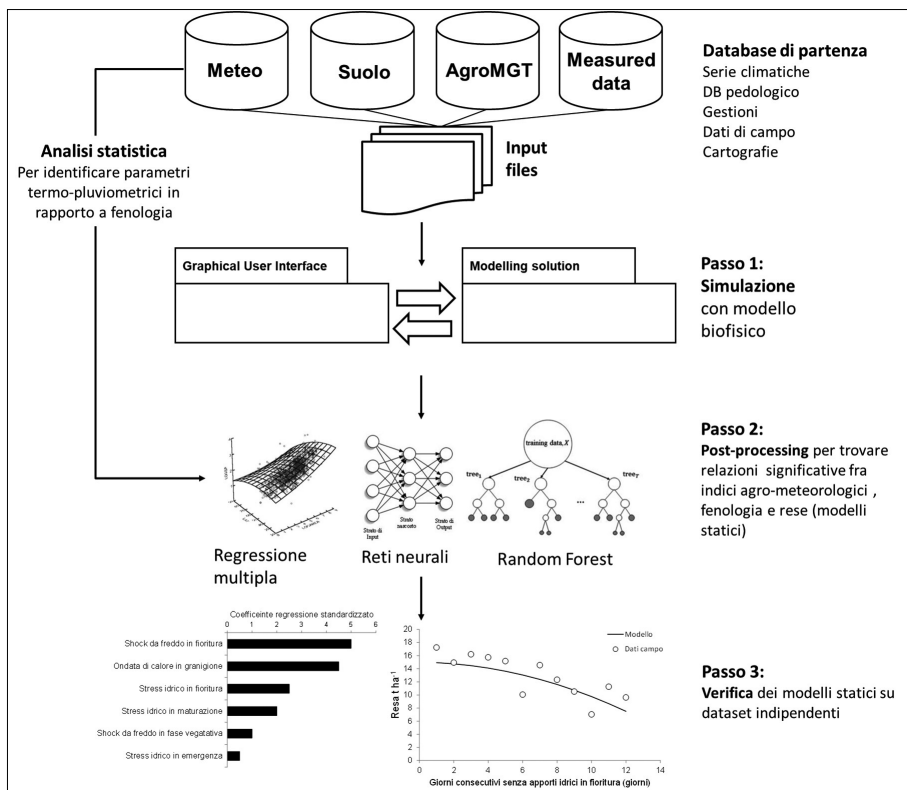 Meteo
Suolo
AgroMGT
Measured
data
Database di partenza
Serie climatiche
DB pedologico
Gestioni
Dati di campo
Cartografie
Analisi statistica
Per identificare parametri
termo-pluviometrici in
rapporto a fenologia
Input
files
Graphical User Interface
Modelling solution
Passo 1:
Simulazione
con modello
biofisico
training data, X
tree1
tree2
...
treeT
Strato di
Input
Strato
nascosto
Strato di
Output
Regressione
multipla
Reti neurali
Random Forest
Passo 2:
Post-processing per trovare
relazioni significative fra
indici agro-meteorologici ,
fenologia e rese (modelli
statici)
Coefficeinte regressione standardizzato
0 1 2 3 4 5 6
Shock da freddo in fioritura
Ondata di calore in granigione
Stress idrico in fioritura
Stress idrico in maturazione
Shock da freddo in fase vegatativa
Stress idrico in emergenza
Resa t ha-1
20
18
16
14
12
10
8
6
4
2
0
0 2 4 6 8 10 12 14
Giorni consecutivi senza apporti idrici in fioritura (giorni)
Modello
Dati campo
Passo 3:
Verifica dei modelli statici su
dataset indipendenti